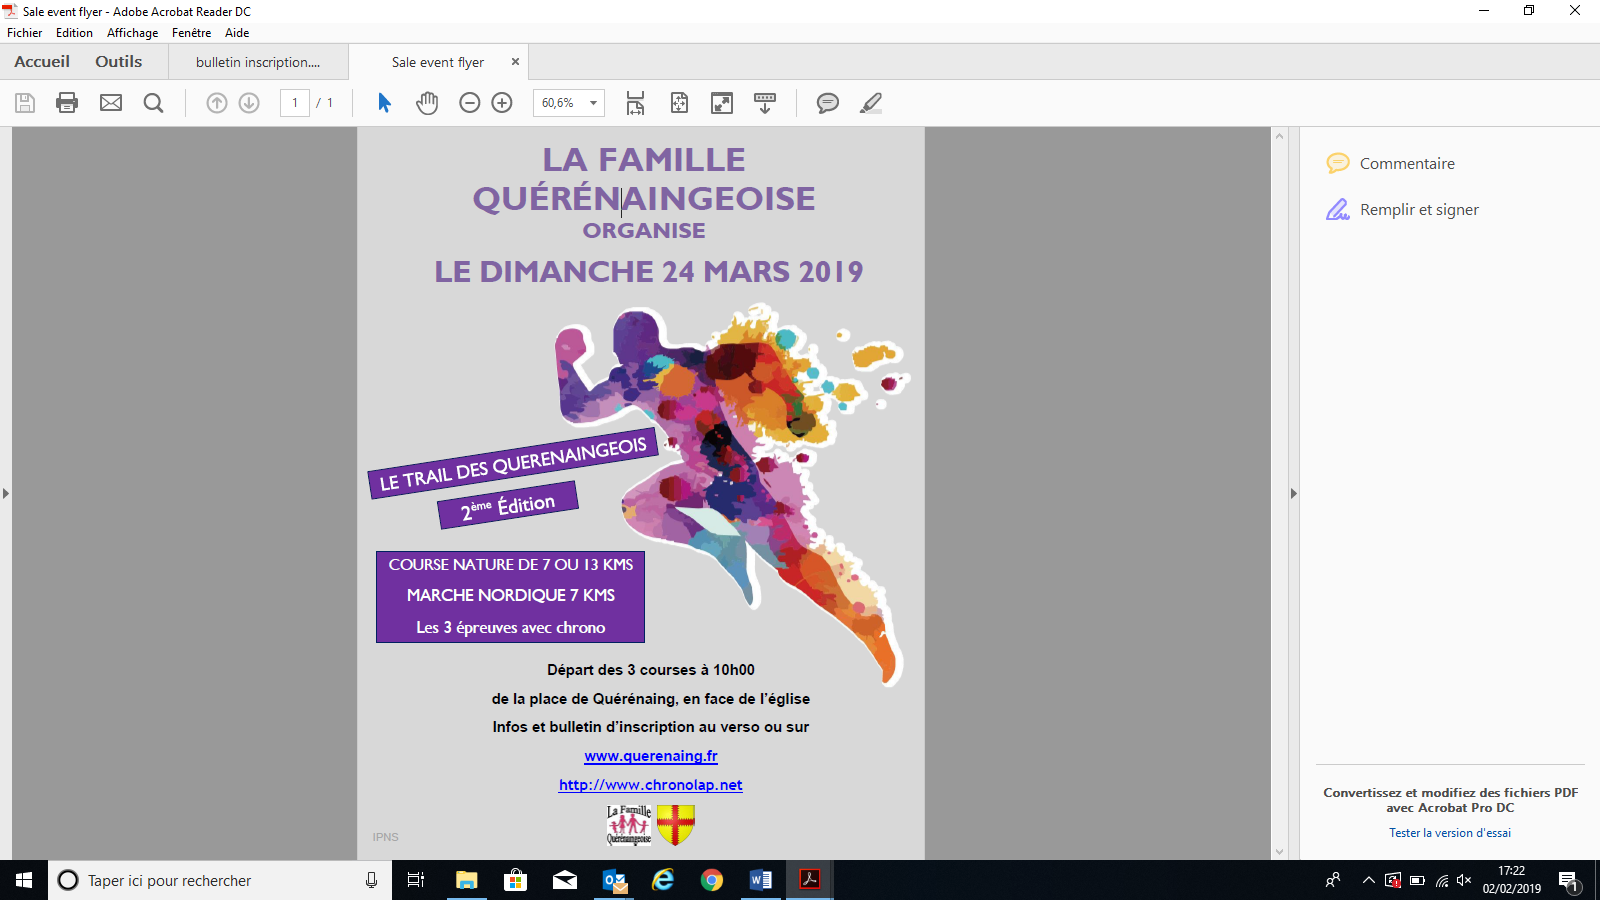 Sale event flyer - Adobe Acrobat Reader DC
Fichier Edition Affichage Fenêtre Aide
Accueil Outils bulletin inscription.... Sale event flyer ×
1 / 1 60,6%
LA FAMILLE
QUÉRÉNAINGEOISE
ORGANISE
LE DIMANCHE 24 MARS 2019
LE TRAIL DES QUERENAINGEOIS
2ème Édition
COURSE NATURE DE 7 OU 13 KMS
MARCHE NORDIQUE 7 KMS
Les 3 épreuves avec chrono
Départ des 3 courses à 10h00
de la place de Quérénaing, en face de l'église
Infos et bulletin d'inscription au verso ou sur
www.querenaing.fr
http://www.chronolap.net
La Famille
Quérénaingeoise
IPNS
Commentaire
Remplir et signer
Convertissez et modifiez des fichiers PDF
avec Acrobat Pro DC
Tester la version d'essai
Taper ici pour rechercher
17:22
02/02/2019
1